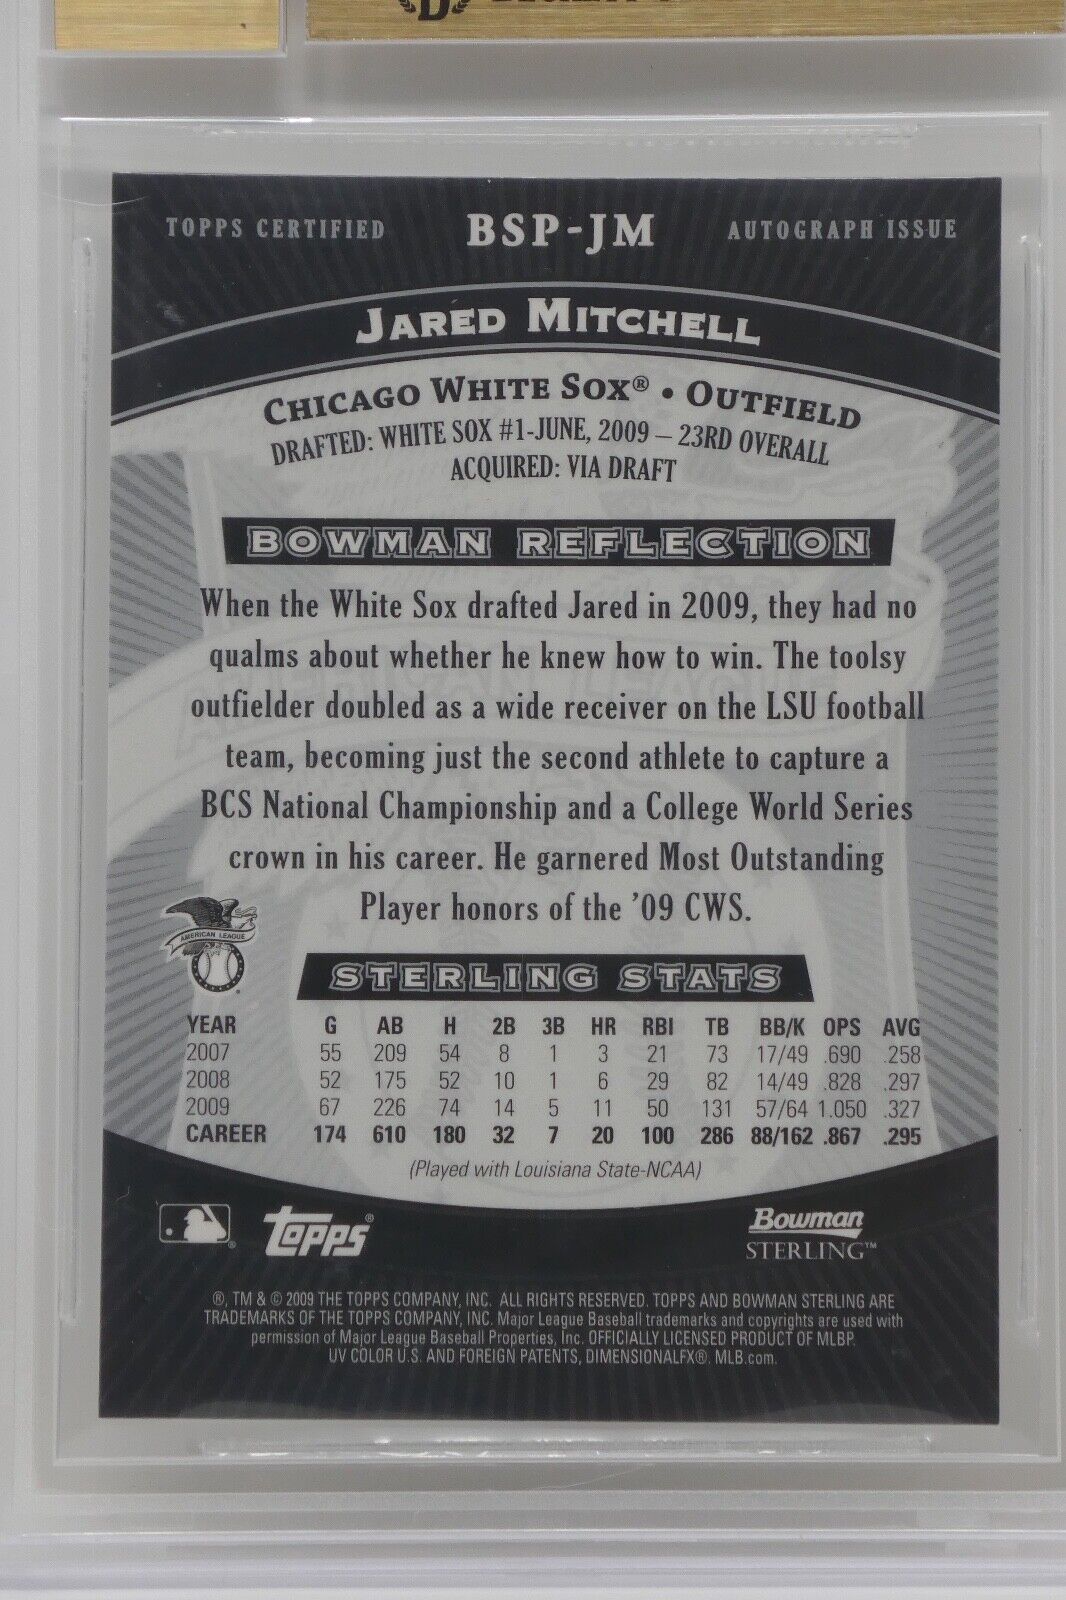 BECKETT
TOPPS CERTIFIED BSP-JM AUTOGRAPH ISSUE
JARED MITCHELL
CHICAGO WHITE SOX® • OUTFIELD
DRAFTED: WHITE SOX #1-JUNE, 2009 – 23RD OVERALL
ACQUIRED: VIA DRAFT
BOWMAN REFLECTION
When the White Sox drafted Jared in 2009, they had no
qualms about whether he knew how to win. The toolsy
outfielder doubled as a wide receiver on the LSU football
team, becoming just the second athlete to capture a
BCS National Championship and a College World Series
crown in his career. He garnered Most Outstanding
Player honors of the '09 CWS.
AMERICAN LEAGUE
STERLING STATS
YEAR G AB H 2B 3B HR RBI TB BB/K OPS AVG
2007 55 209 54 8 1 3 21 73 17/49 .690 .258
2008 52 175 52 10 1 6 29 82 14/49 .828 .297
2009 67 226 74 14 5 11 50 131 57/64 1.050 .327
CAREER 174 610 180 32 7 20 100 286 88/162 .867 .295
(Played with Louisiana State-NCAA)
Topps®
Bowman
STERLING™
®, TM & © 2009 THE TOPPS COMPANY, INC. ALL RIGHTS RESERVED. TOPPS AND BOWMAN STERLING ARE
TRADEMARKS OF THE TOPPS COMPANY, INC. Major League Baseball trademarks and copyrights are used with
permission of Major League Baseball Properties, Inc. OFFICIALLY LICENSED PRODUCT OF MLBP.
UV COLOR U.S. AND FOREIGN PATENTS, DIMENSIONALFX®. MLB.com.